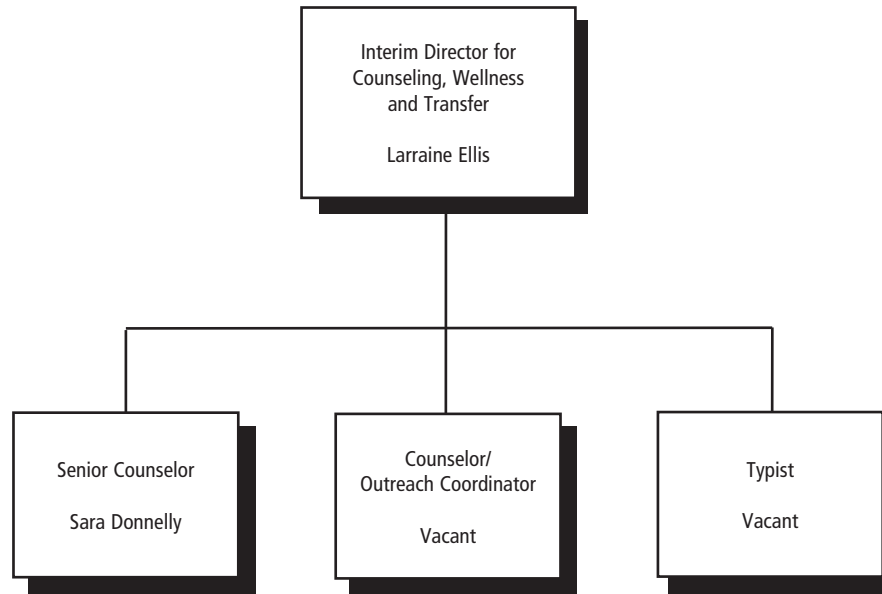 Interim Director for
Counseling, Wellness
and Transfer
Larraine Ellis
Senior Counselor
Sara Donnelly
Counselor/
Outreach Coordinator
Vacant
Typist
Vacant